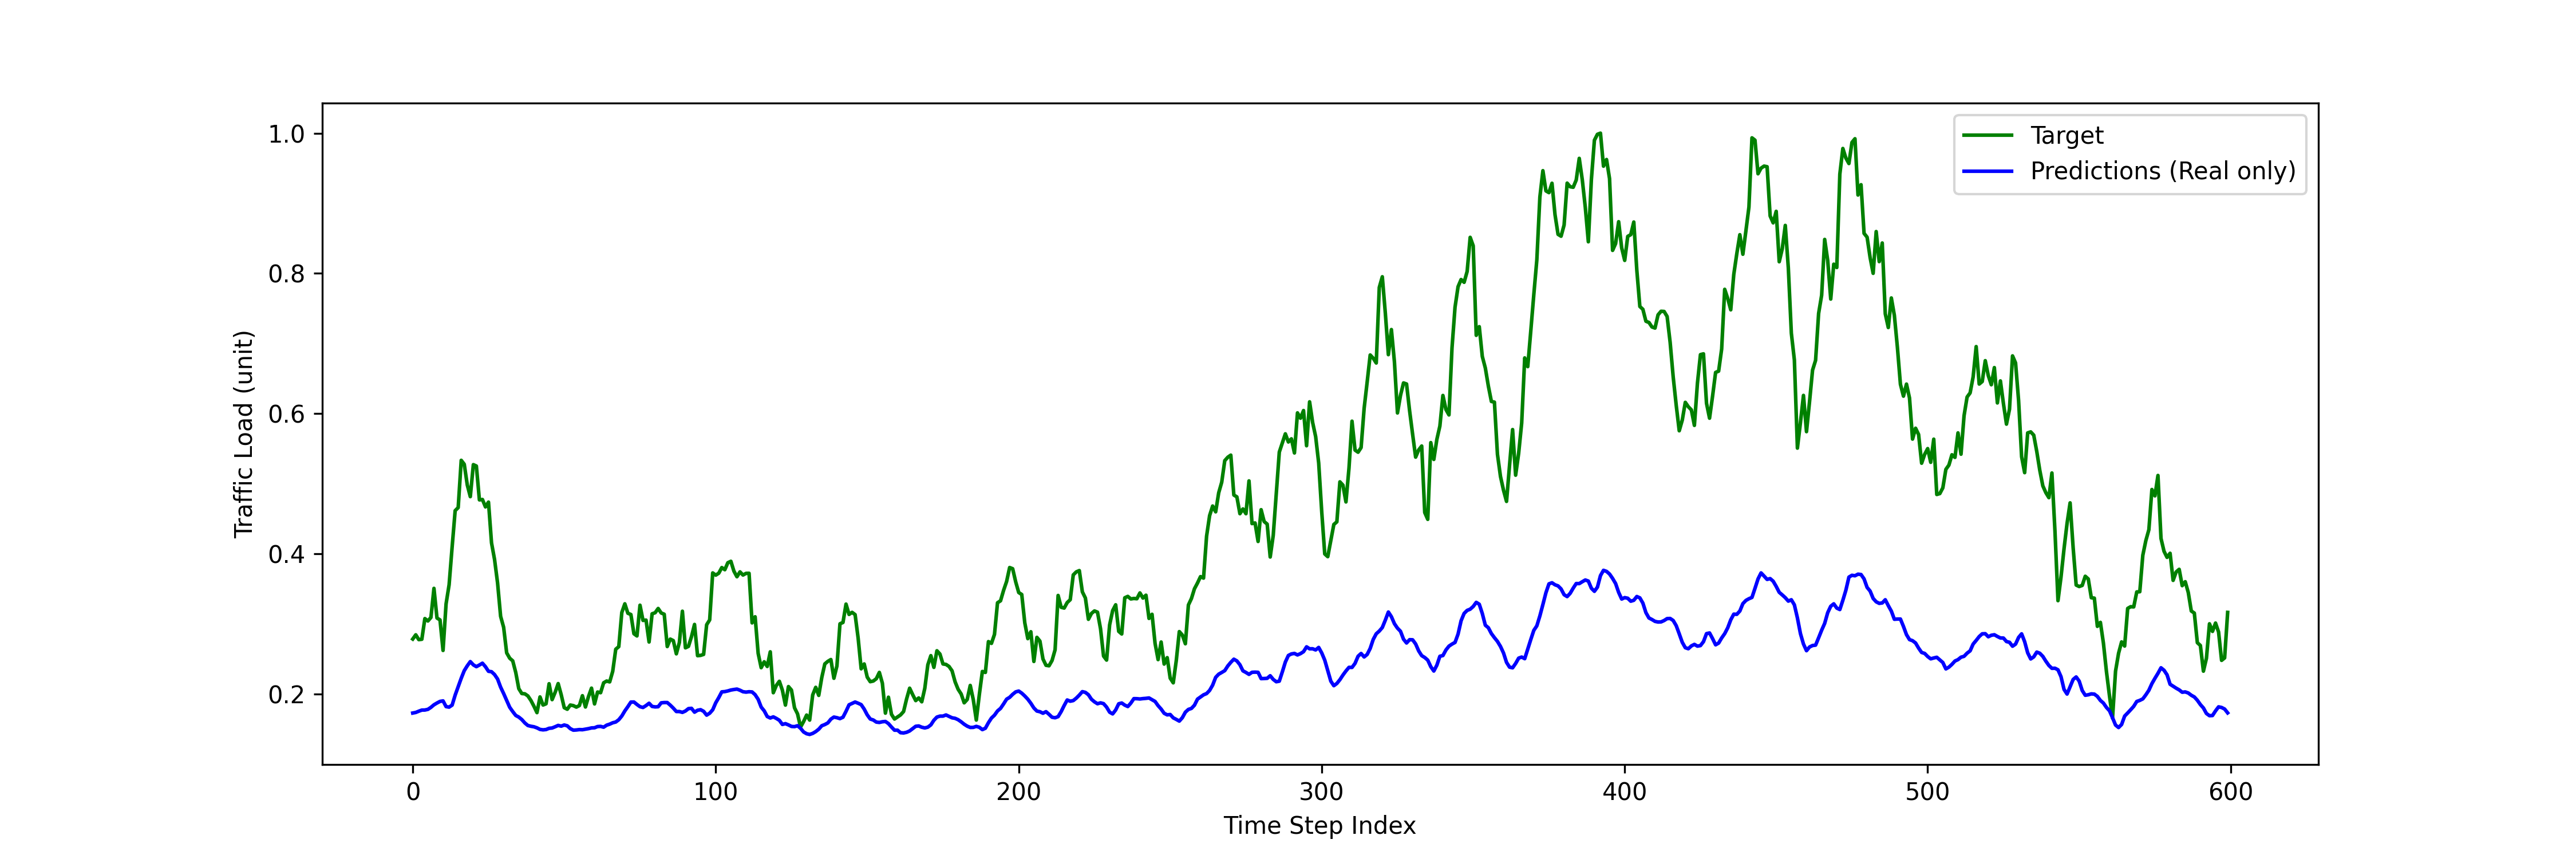 Target
Predictions (Real only)
1.0
0.8
0.6
0.4
0.2
Traffic Load (unit)
0 100 200 300 400 500 600
Time Step Index